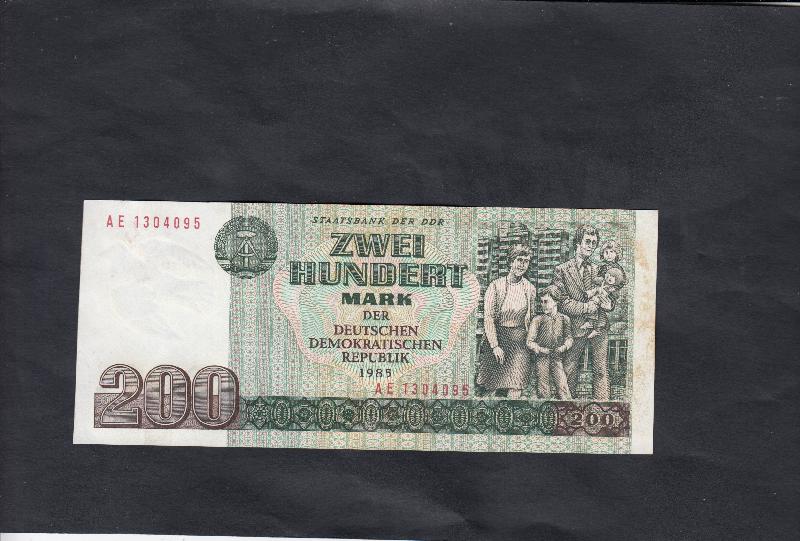 AE 1304095
STAATSBANK DER DDR
ZWEI
HUNDERT
MARK
DER
DEUTSCHEN
DEMOKRATISCHEN
REPUBLIK
1985
AE 1304095
200
200